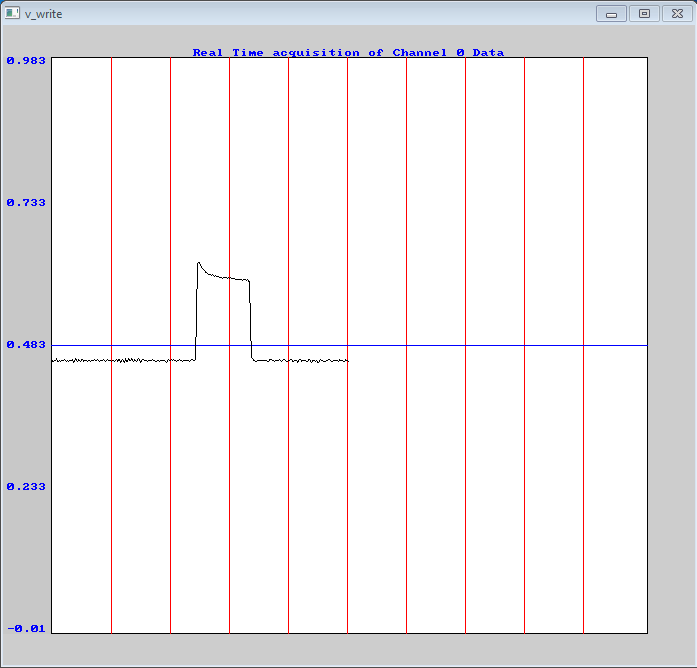 v_write
Real Time acquisition of Channel 0 Data
0.983
0.733
0.483
0.233
-0.01